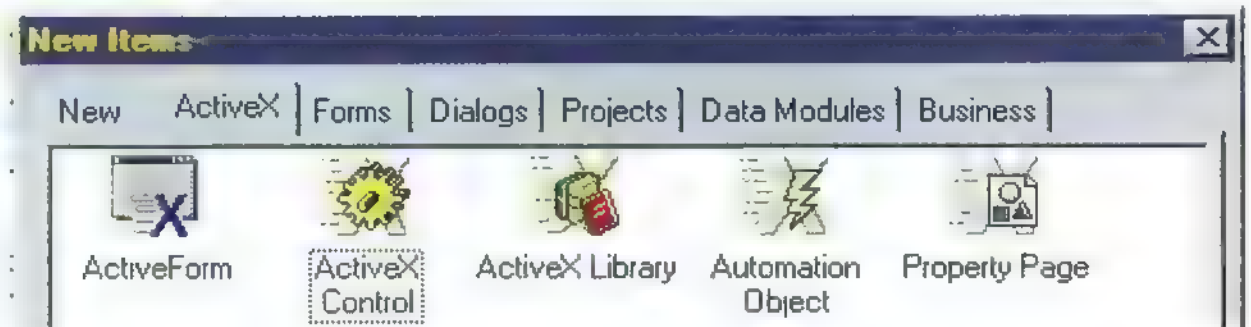 New Items
New ActiveX Forms Dialogs Projects Data Modules Business
ActiveForm ActiveX Control ActiveX Library Automation Object Property Page